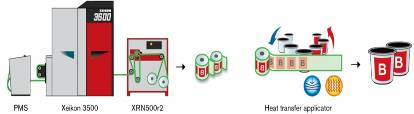 XEIKON
3500
PMS
Xeikon 3500
XRN500r2
B
B B B B
Heat transfer applicator
B
B